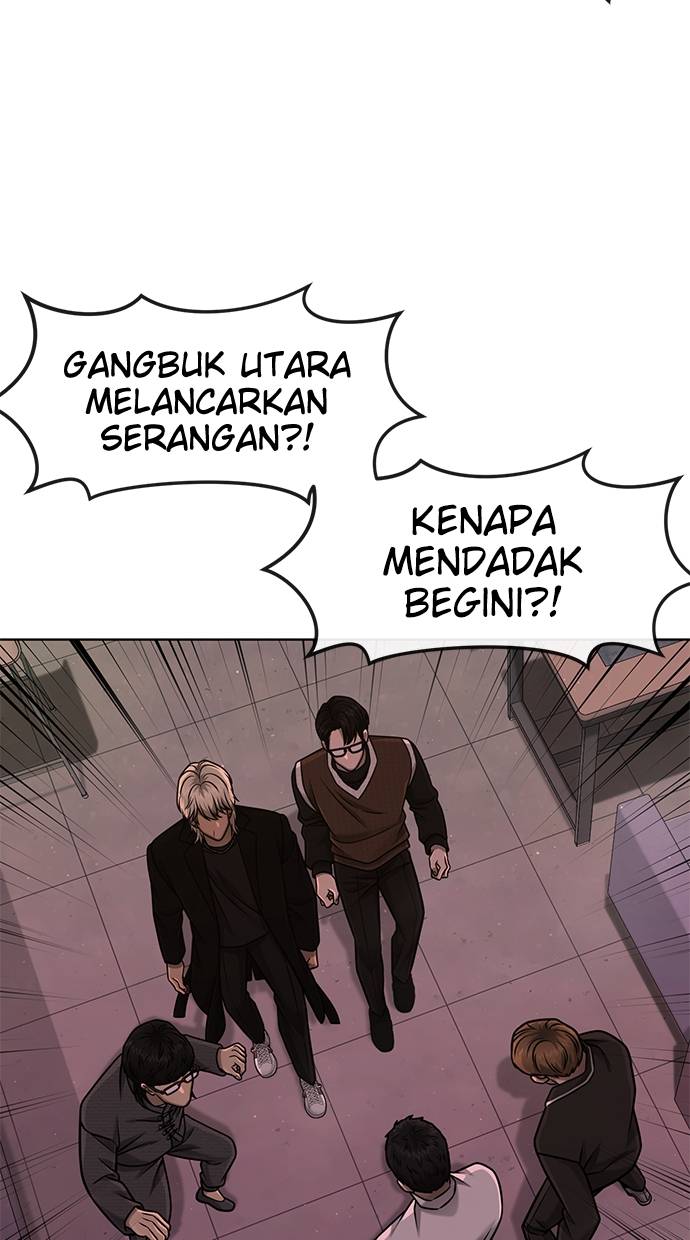 GANGBUK UTARA
MELANCARKAN
SERANGAN?!
KENAPA
MENDADAK
BEGINI?!